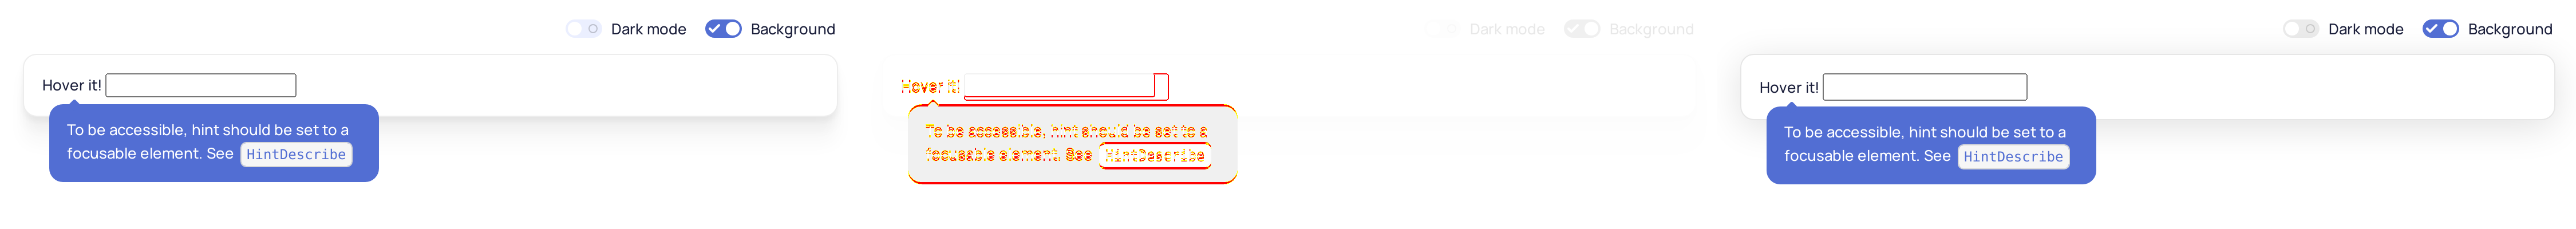 Dark mode Background
Hover it!
To be accessible, hint should be set to a
focusable element. See HintDescribe
Dark mode Background
Hover it!
To be accessible, hint should be set to a
focusable element. See HintDescribe
Dark mode Background
Hover it!
To be accessible, hint should be set to a
focusable element. See HintDescribe